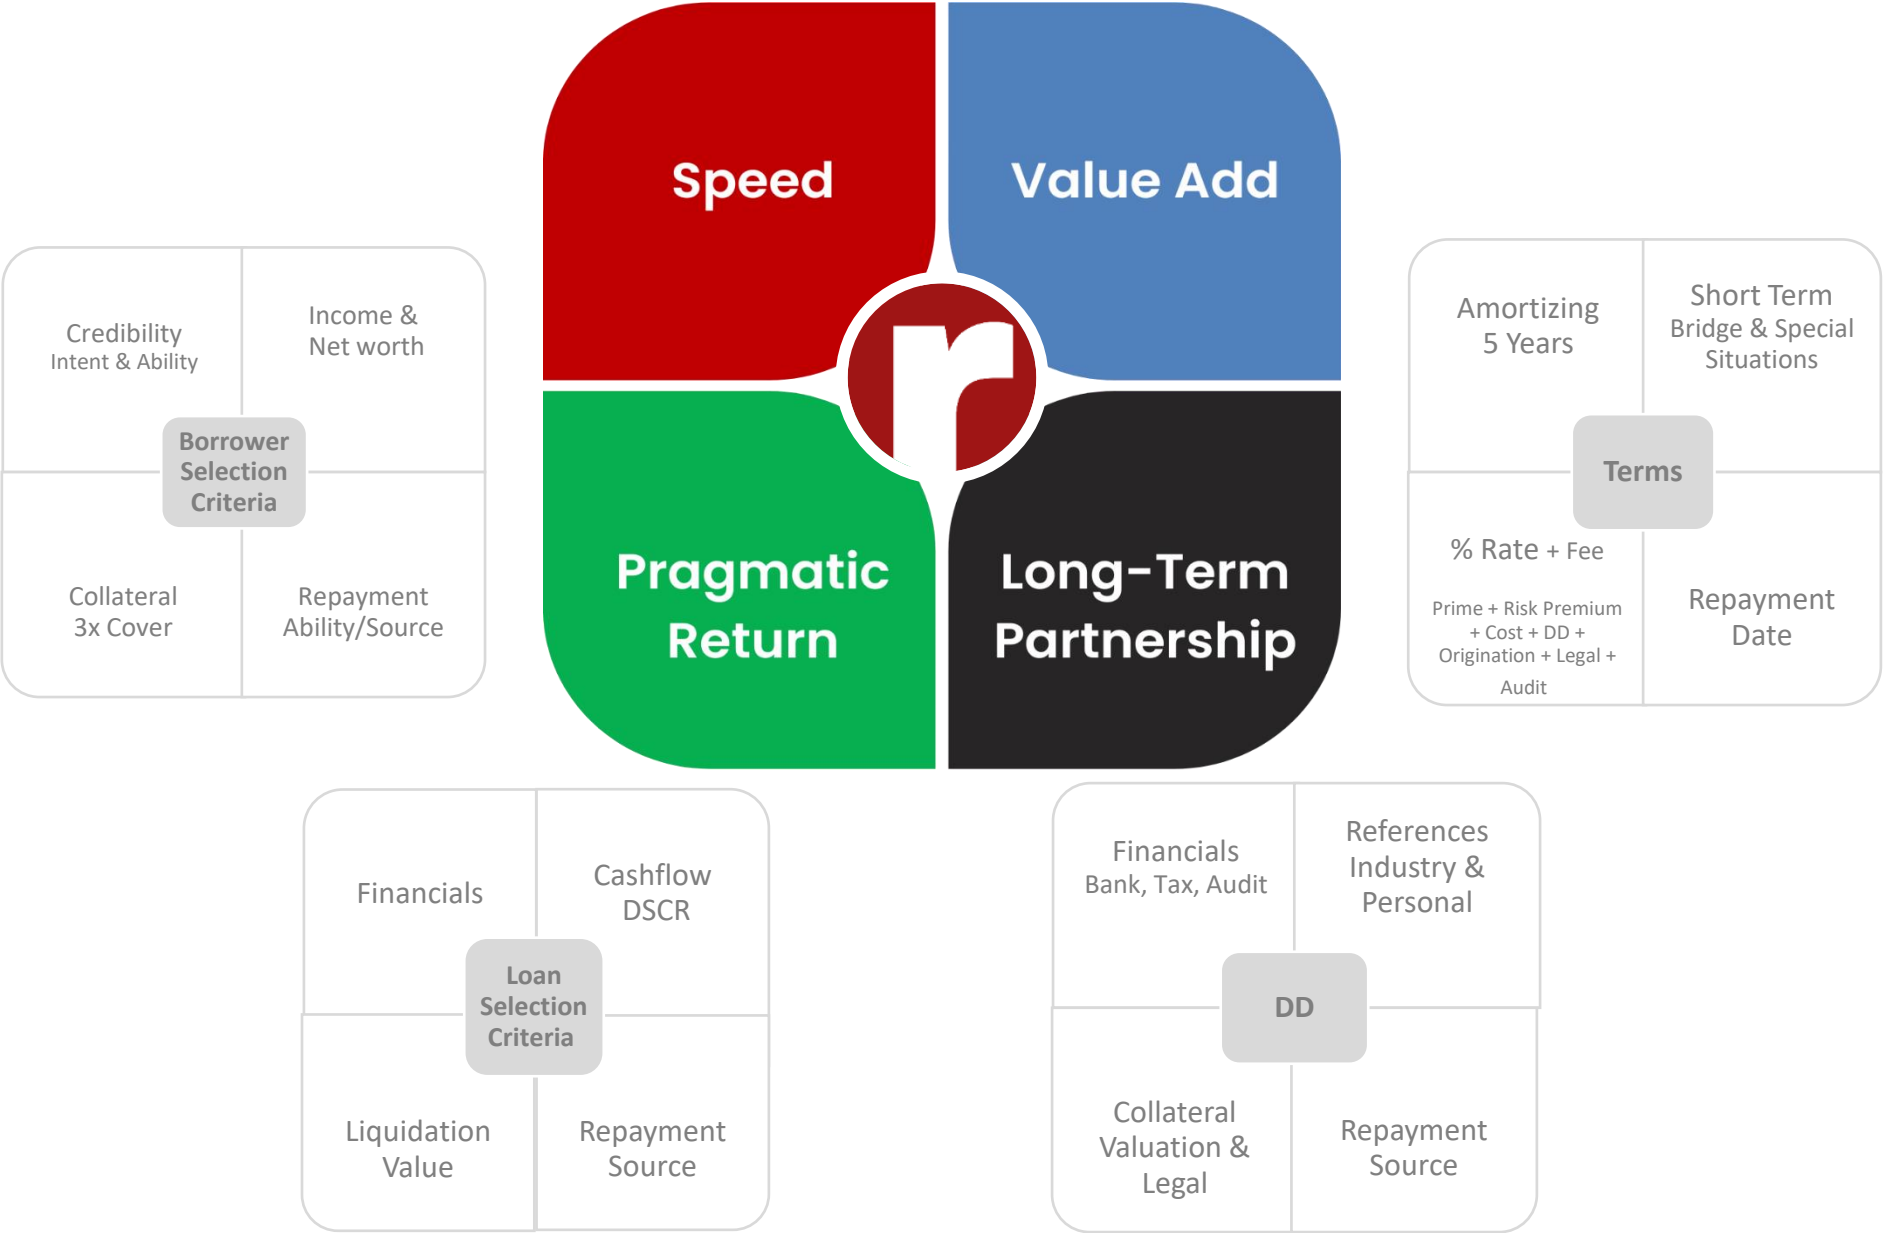 Speed
Value Add
Pragmatic
Return
Long-Term
Partnership
r
Credibility
Intent & Ability
Income &
Net worth
Borrower
Selection
Criteria
Collateral
3x Cover
Repayment
Ability/Source
Amortizing
5 Years
Short Term
Bridge & Special
Situations
Terms
% Rate + Fee
Prime + Risk Premium
+ Cost + DD +
Origination + Legal +
Audit
Repayment
Date
Financials
Cashflow
DSCR
Loan
Selection
Criteria
Liquidation
Value
Repayment
Source
Financials
Bank, Tax, Audit
References
Industry &
Personal
DD
Collateral
Valuation &
Legal
Repayment
Source